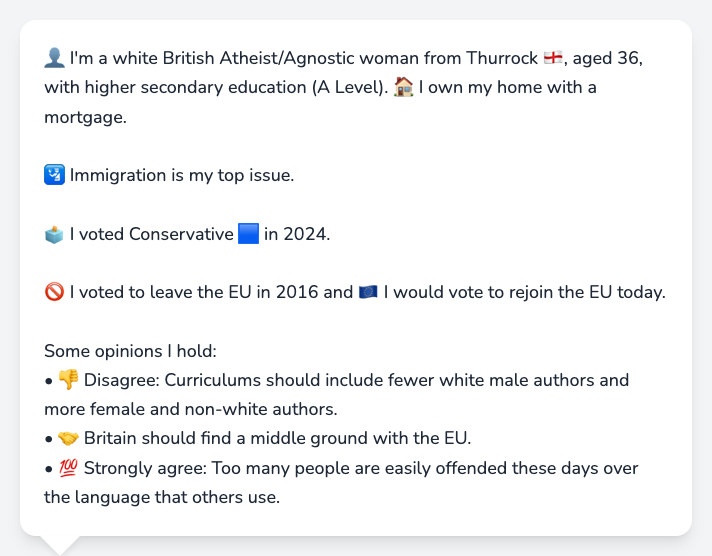 👤 I'm a white British Atheist/Agnostic woman from Thurrock 🏴󠁧󠁢󠁥󠁮󠁧󠁿, aged 36,
with higher secondary education (A Level). 🏠 I own my home with a
mortgage.
🛂 Immigration is my top issue.
🗳️ I voted Conservative 🟦 in 2024.
🚫 I voted to leave the EU in 2016 and 🇪🇺 I would vote to rejoin the EU today.
Some opinions I hold:
• 👎 Disagree: Curriculums should include fewer white male authors and
more female and non-white authors.
• 🤝 Britain should find a middle ground with the EU.
• 💯 Strongly agree: Too many people are easily offended these days over
the language that others use.